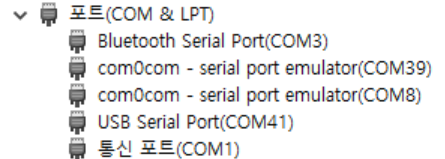 포트(COM & LPT)
Bluetooth Serial Port(COM3)
com0com - serial port emulator(COM39)
com0com - serial port emulator(COM8)
USB Serial Port(COM41)
통신 포트(COM1)